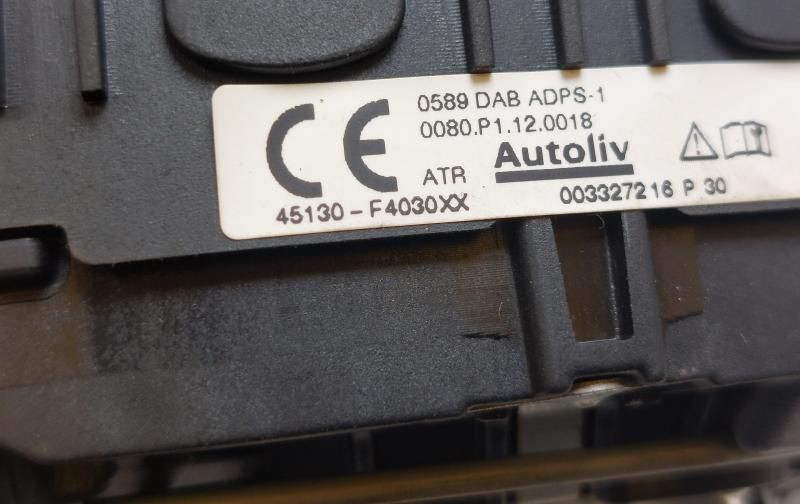 CE
0589 DAB ADPS-1
0080.P1.12.0018
ATR
Autoliv
45130-F4030XX
003327216 P 30